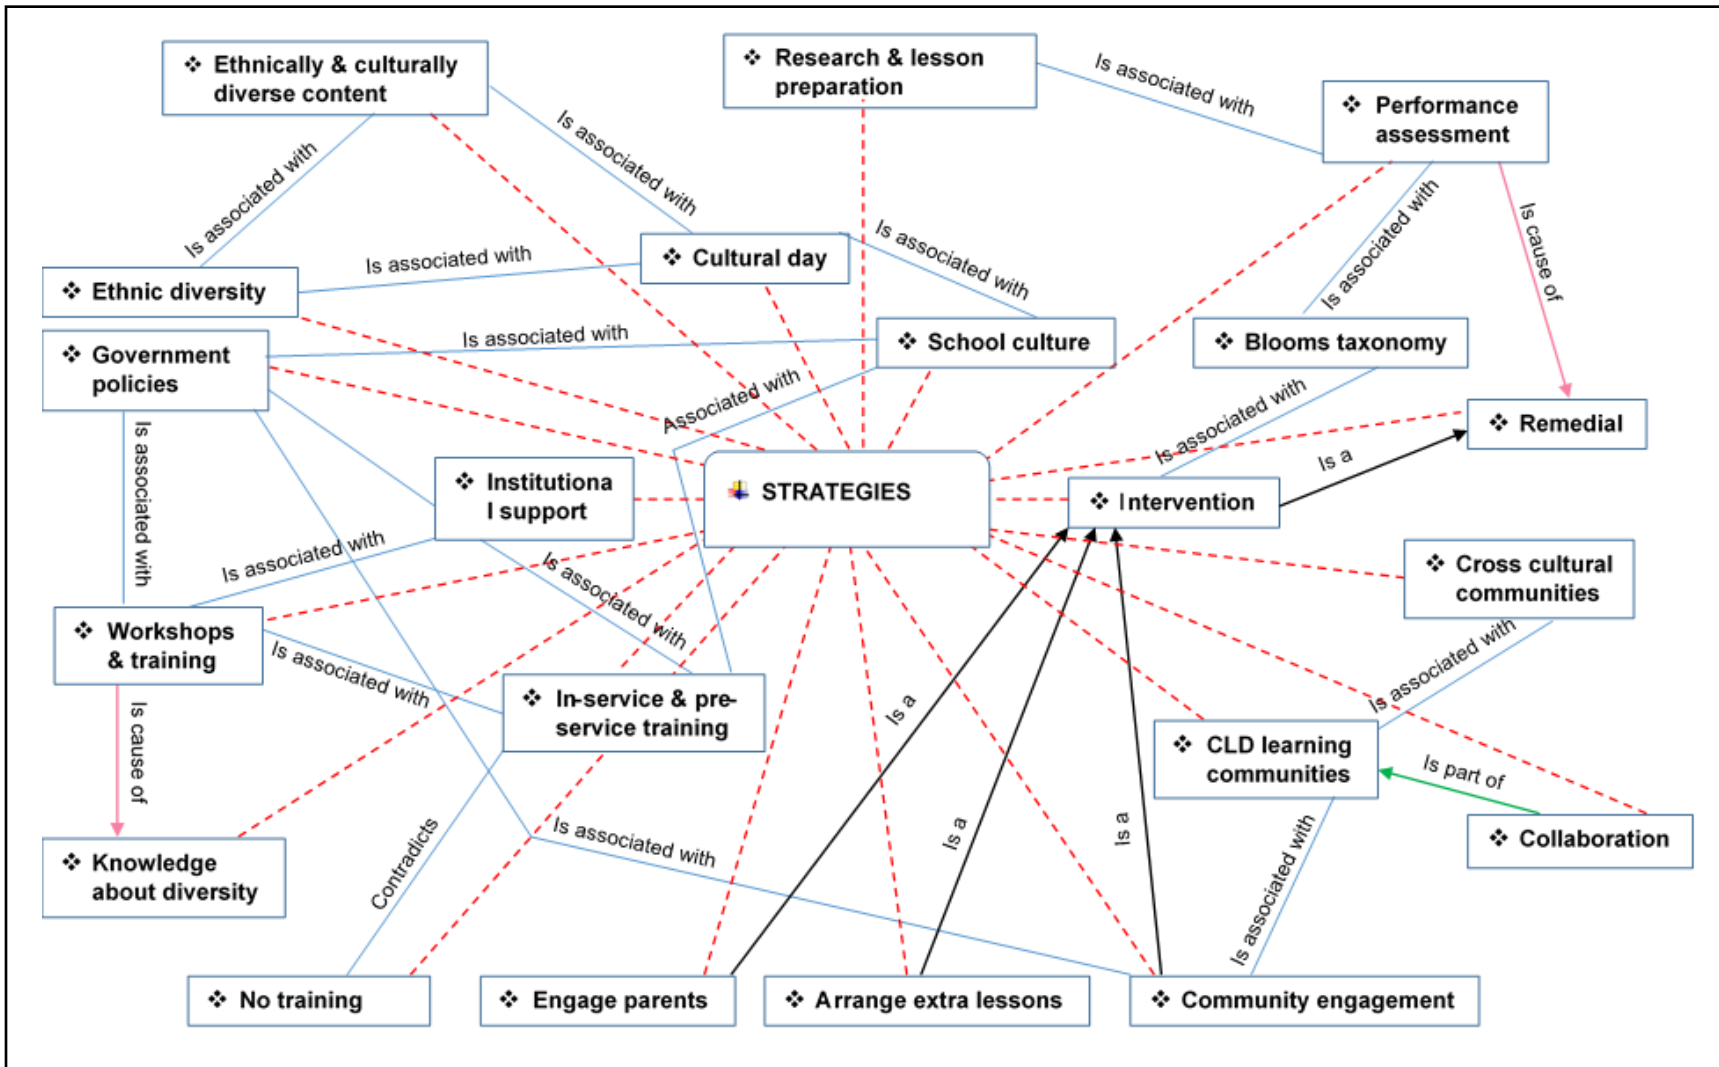 ❖ Ethnically & culturally
diverse content
❖ Research & lesson
preparation
Is associated with
❖ Performance
assessment
Is associated with
Is associated with
Is associated with
Is cause of
❖ Cultural day
Is associated with
Is associated with
Is associated with
❖ Ethnic diversity
❖ Government
policies
Is associated with
❖ School culture
❖ Blooms taxonomy
Associated with
Is associated with
❖ Remedial
Is associated with
❖ Institutiona
l support
STRATEGIES
❖ Intervention
Is a
Is associated with
Is associated with
❖ Cross cultural
communities
❖ Workshops
& training
Is associated with
Is associated with
❖ In-service & pre-
service training
Is a
❖ CLD learning
communities
Is cause of
Is part of
❖ Knowledge
about diversity
Contradicts
Is associated with
Is a
Is a
Is associated with
❖ Collaboration
❖ No training
❖ Engage parents
❖ Arrange extra lessons
❖ Community engagement